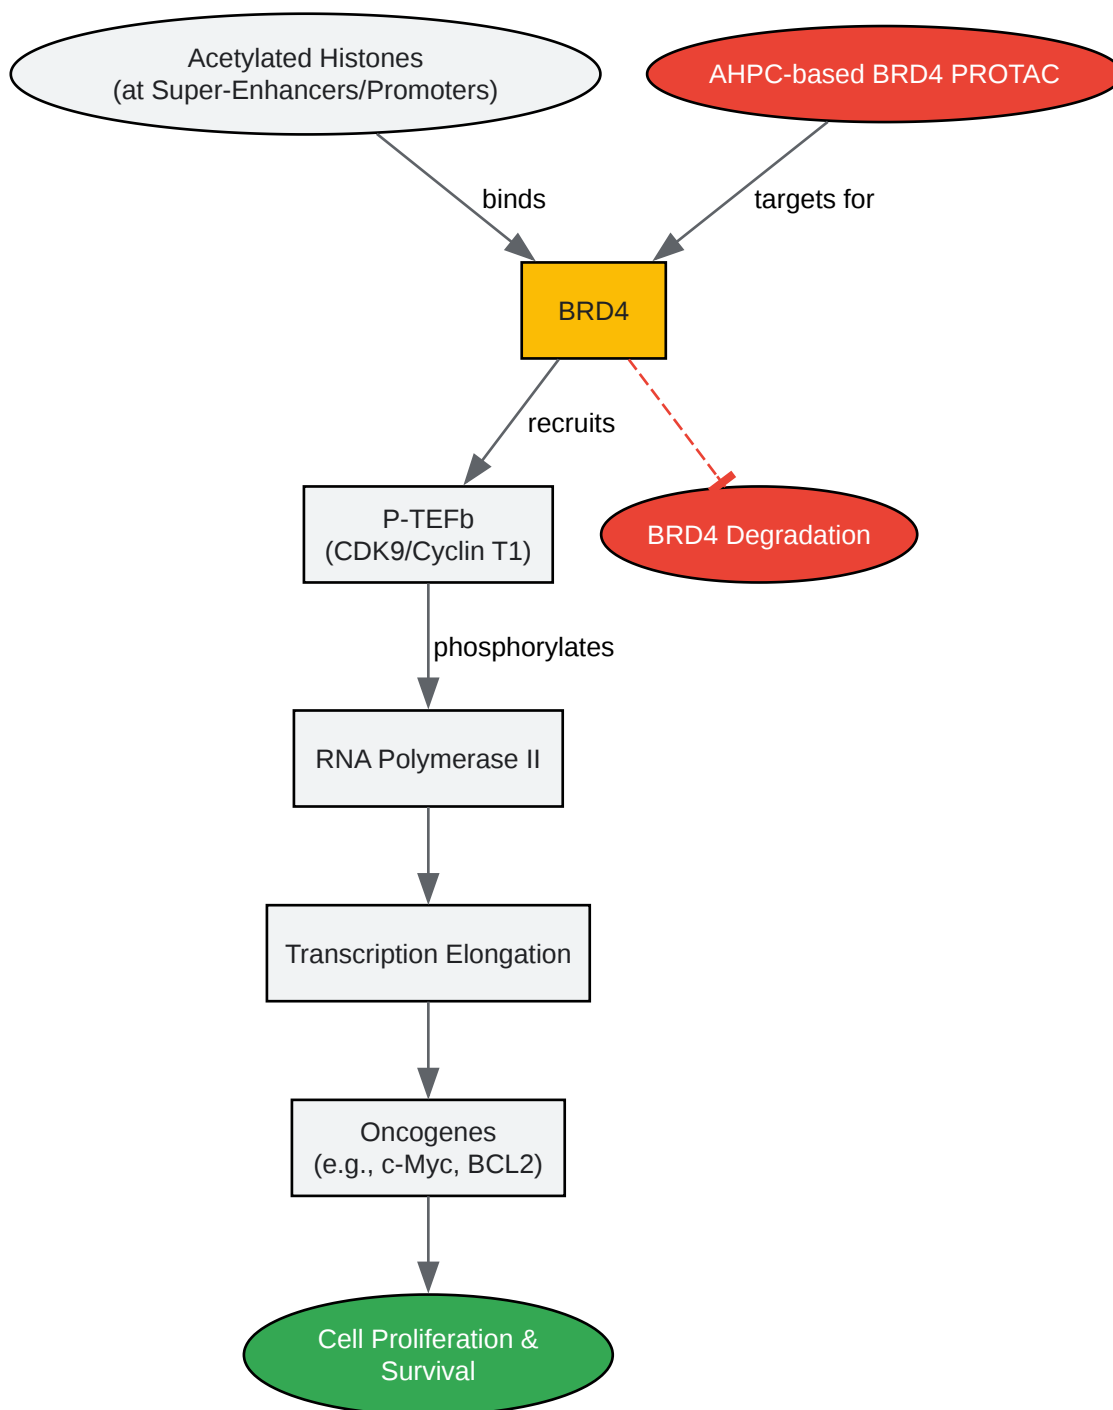 Acetylated Histones
(at Super-Enhancers/Promoters)
AHPC-based BRD4 PROTAC
binds
targets for
BRD4
recruits
P-TEFb
(CDK9/Cyclin T1)
BRD4 Degradation
phosphorylates
RNA Polymerase II
Transcription Elongation
Oncogenes
(e.g., c-Myc, BCL2)
Cell Proliferation &
Survival